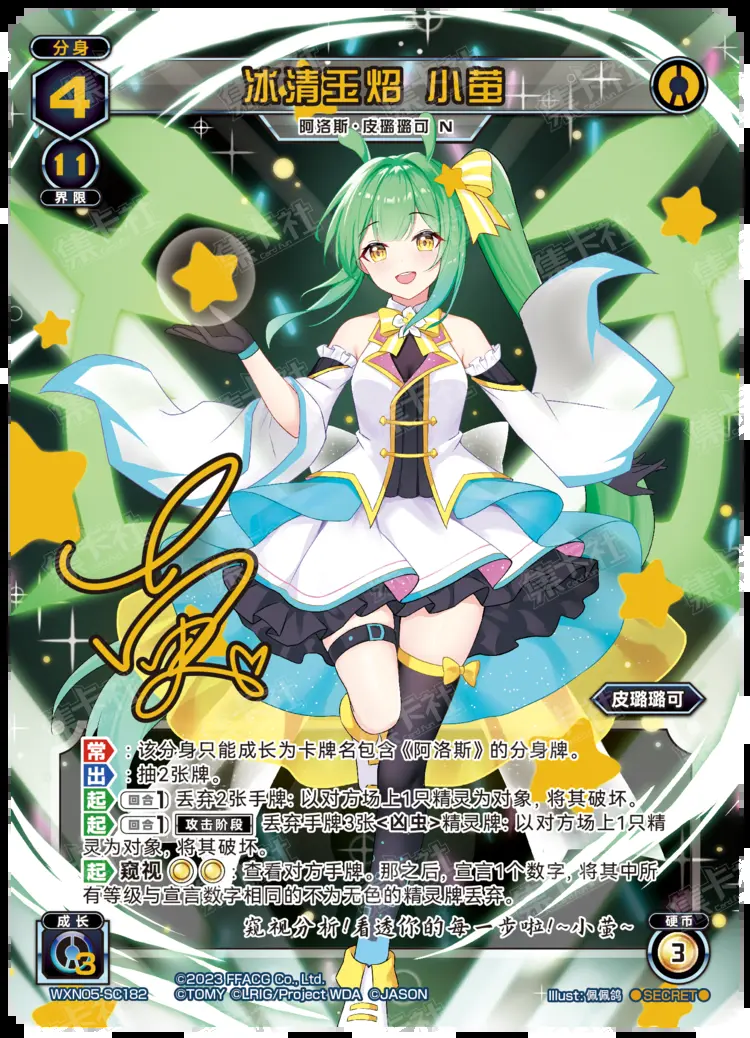 分身
4
冰清玉炤 小萤
阿洛斯·皮璐璐可 N
11
界限
皮璐璐可
常：该分身只能成长为卡牌名包含《阿洛斯》的分身牌。
出：抽2张牌。
起 回合1 丢弃2张手牌：以对方场上1只精灵为对象，将其破坏。
起 回合1 攻击阶段 丢弃手牌3张<凶虫>精灵牌：以对方场上1只精
灵为对象，将其破坏。
起 窥视 ：查看对方手牌。那之后，宣言1个数字，将其中所
有等级与宣言数字相同的不为无色的精灵牌丢弃。
窥视分析！看透你的每一步啦！~小萤~
成长
3
硬币
3
WXN05-SC182
©2023 FFACG Co., Ltd.
©TOMY ©LRIG/Project WDA ©JASON
Illust:佩佩鸽
SECRET
集卡社